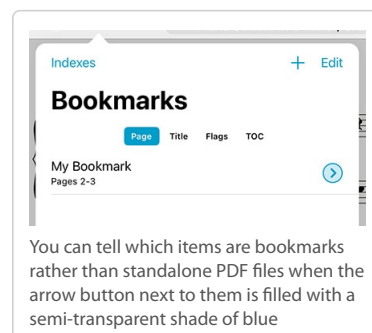 Indexes + Edit
Bookmarks
Page Title Flags TOC
My Bookmark
Pages 2-3
You can tell which items are bookmarks
rather than standalone PDF files when the
arrow button next to them is filled with a
semi-transparent shade of blue